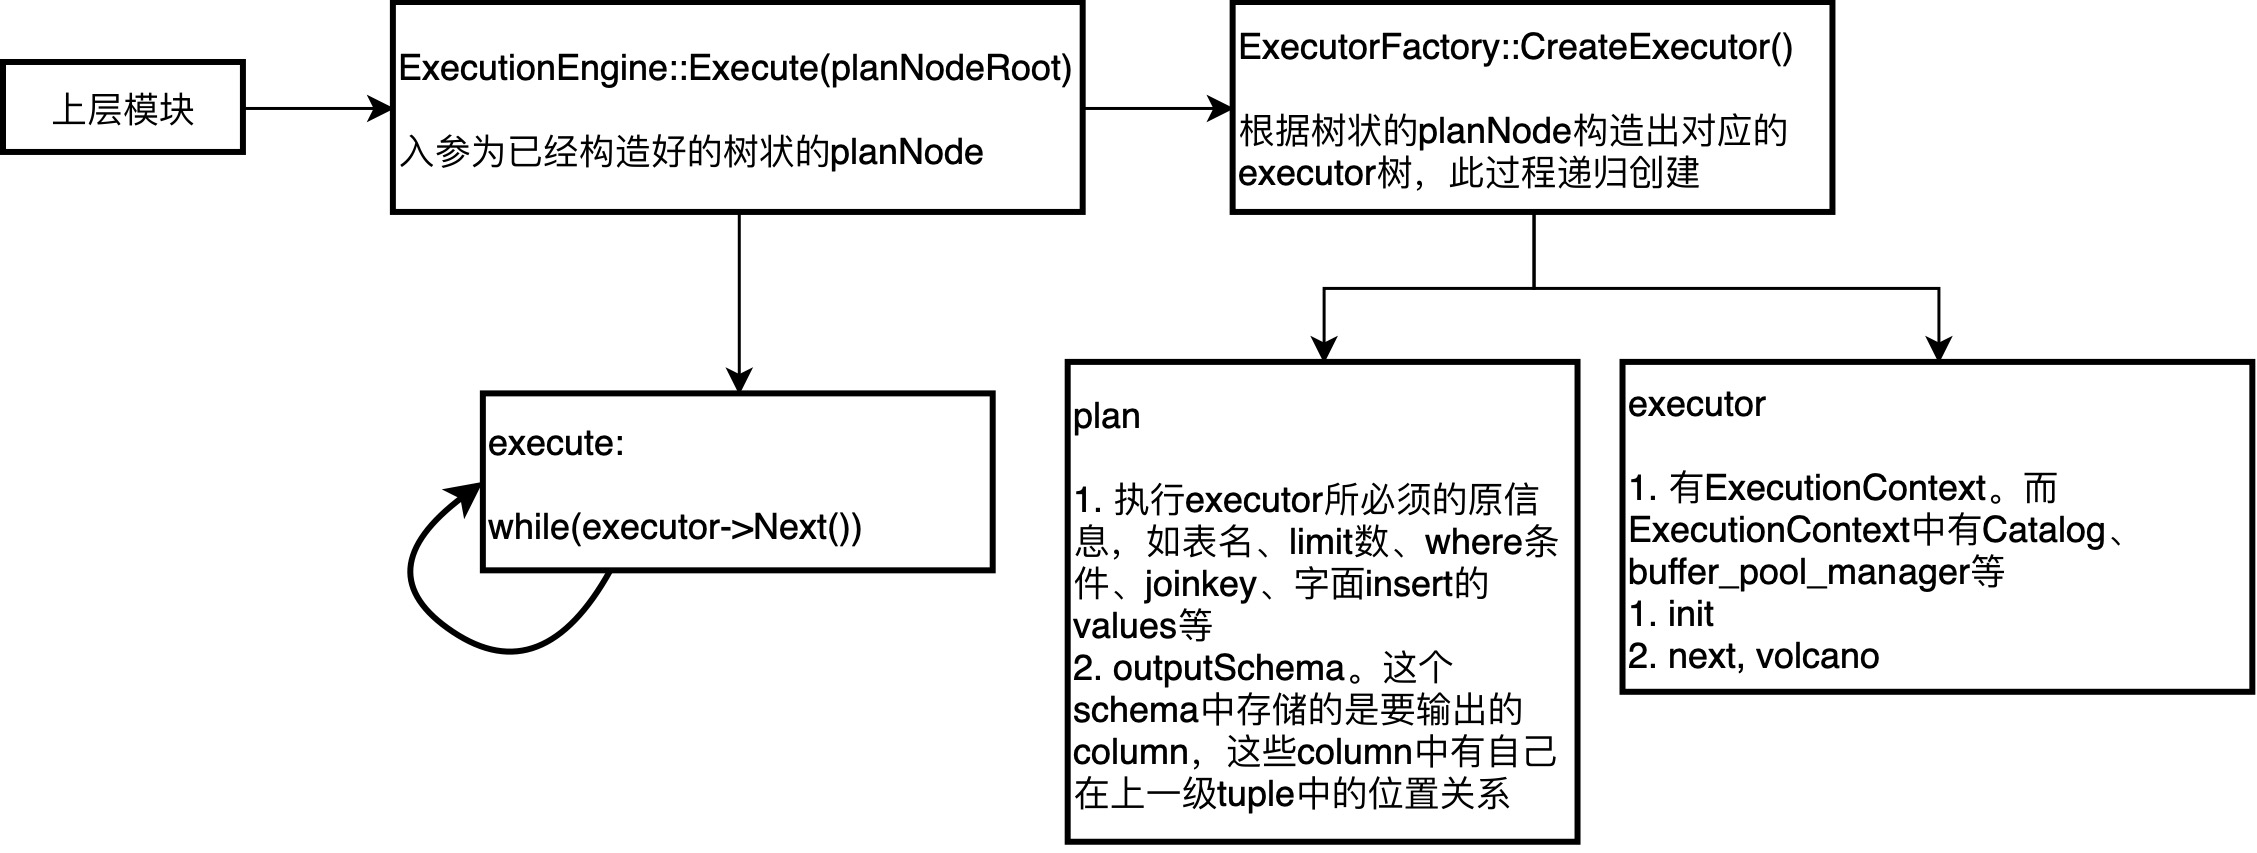 上层模块
ExecutionEngine::Execute(planNodeRoot)
入参为已经构造好的树状的planNode
ExecutorFactory::CreateExecutor()
根据树状的planNode构造出对应的
executor树，此过程递归创建
execute:
while(executor->Next())
plan
1. 执行executor所必须的原信
息，如表名、limit数、where条
件、joinkey、字面insert的
values等
2. outputSchema。这个
schema中存储的是要输出的
column，这些column中有自己
在上一级tuple中的位置关系
executor
1. 有ExecutionContext。而
ExecutionContext中有Catalog、
buffer_pool_manager等
1. init
2. next, volcano